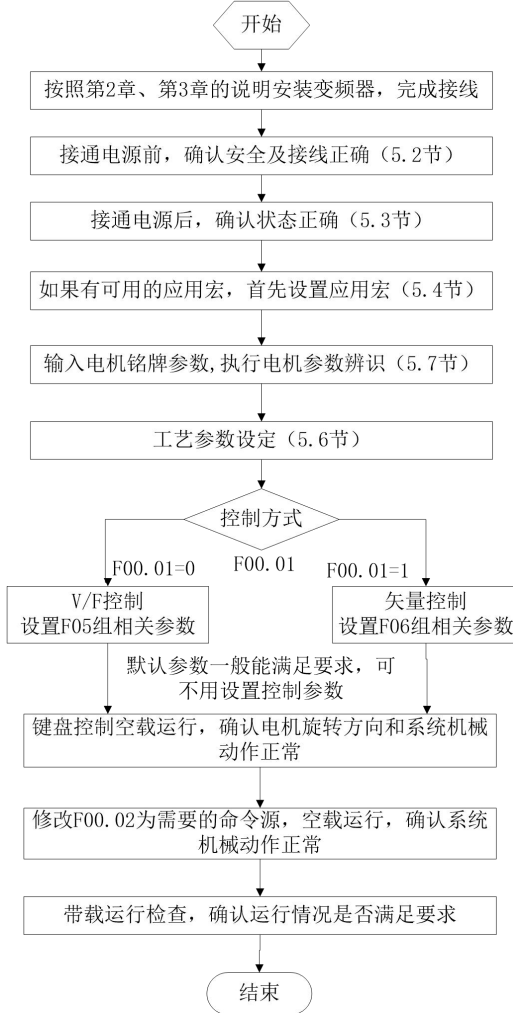 开始
按照第2章、第3章的说明安装变频器，完成接线
接通电源前，确认安全及接线正确（5.2节）
接通电源后，确认状态正确（5.3节）
如果有可用的应用宏，首先设置应用宏（5.4节）
输入电机铭牌参数,执行电机参数辨识（5.7节）
工艺参数设定（5.6节）
控制方式
F00.01=0
F00.01
F00.01=1
V/F控制
设置F05组相关参数
矢量控制
设置F06组相关参数
默认参数一般能满足要求，可
不用设置控制参数
键盘控制空载运行，确认电机旋转方向和系统机械
动作正常
修改F00.02为需要的命令源，空载运行，确认系统
机械动作正常
带载运行检查，确认运行情况是否满足要求
结束